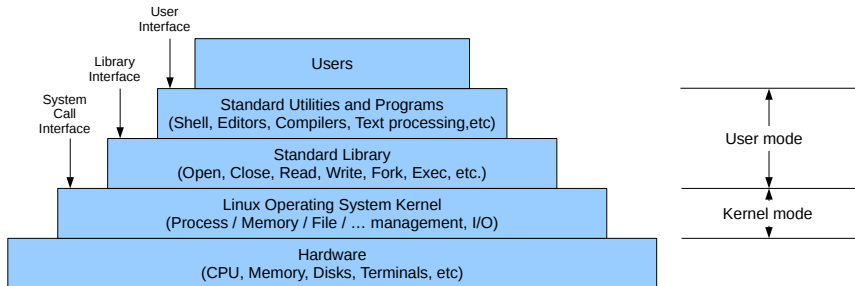 User
Interface
Library
Interface
System
Call
Interface
Users
Standard Utilities and Programs
(Shell, Editors, Compilers, Text processing,etc)
Standard Library
(Open, Close, Read, Write, Fork, Exec, etc.)
Linux Operating System Kernel
(Process / Memory / File / … management, I/O)
Hardware
(CPU, Memory, Disks, Terminals, etc)
User mode
Kernel mode